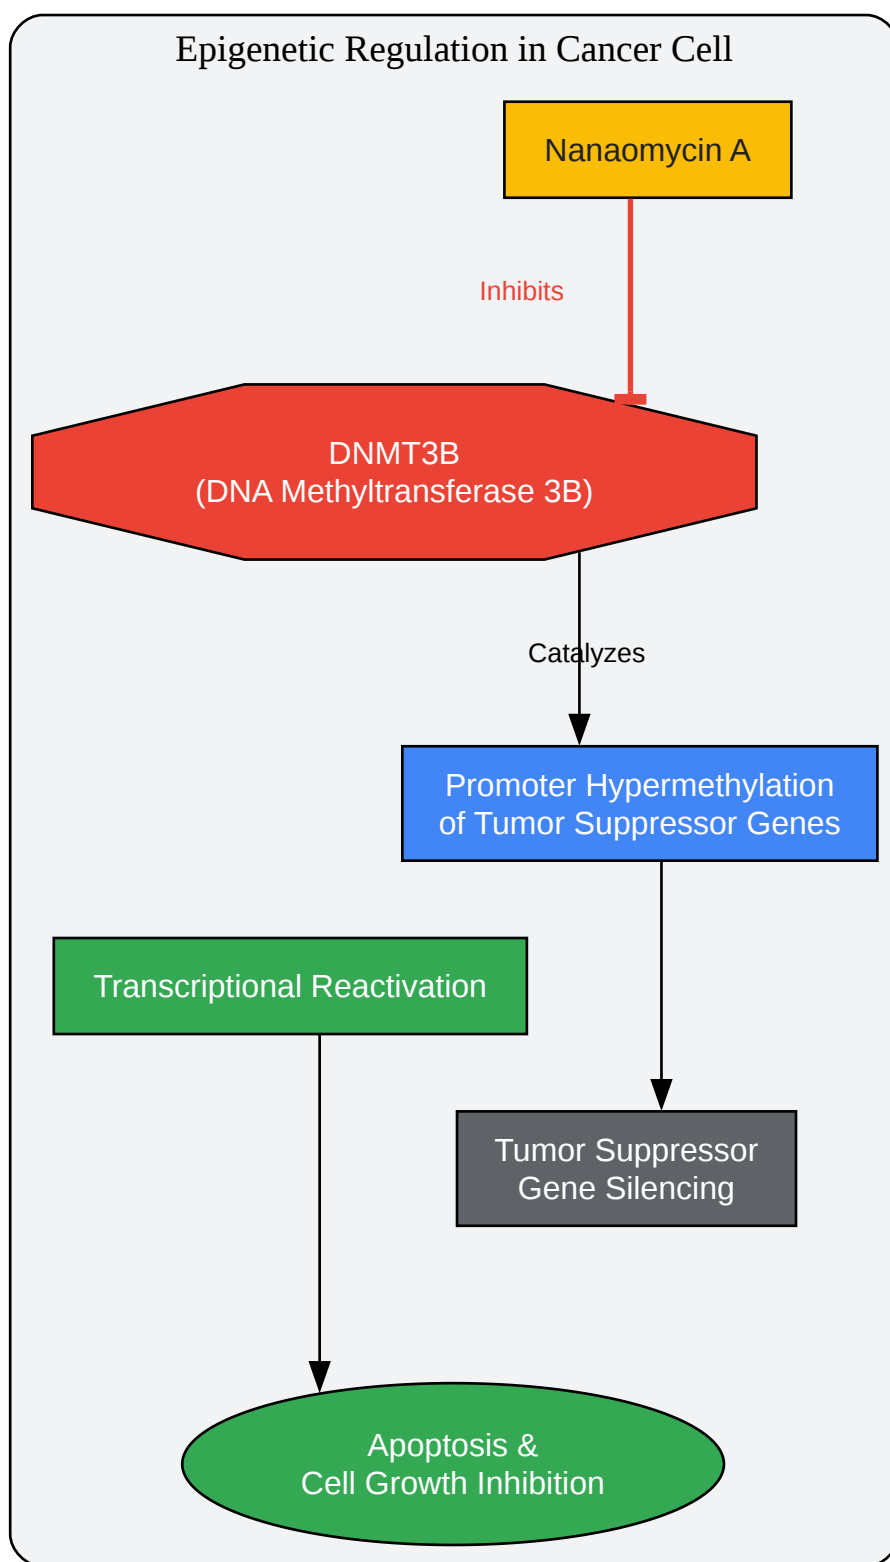 Epigenetic Regulation in Cancer Cell
Nanaomycin A
Inhibits
DNMT3B
(DNA Methyltransferase 3B)
Catalyzes
Promoter Hypermethylation
of Tumor Suppressor Genes
Transcriptional Reactivation
Tumor Suppressor
Gene Silencing
Apoptosis &
Cell Growth Inhibition